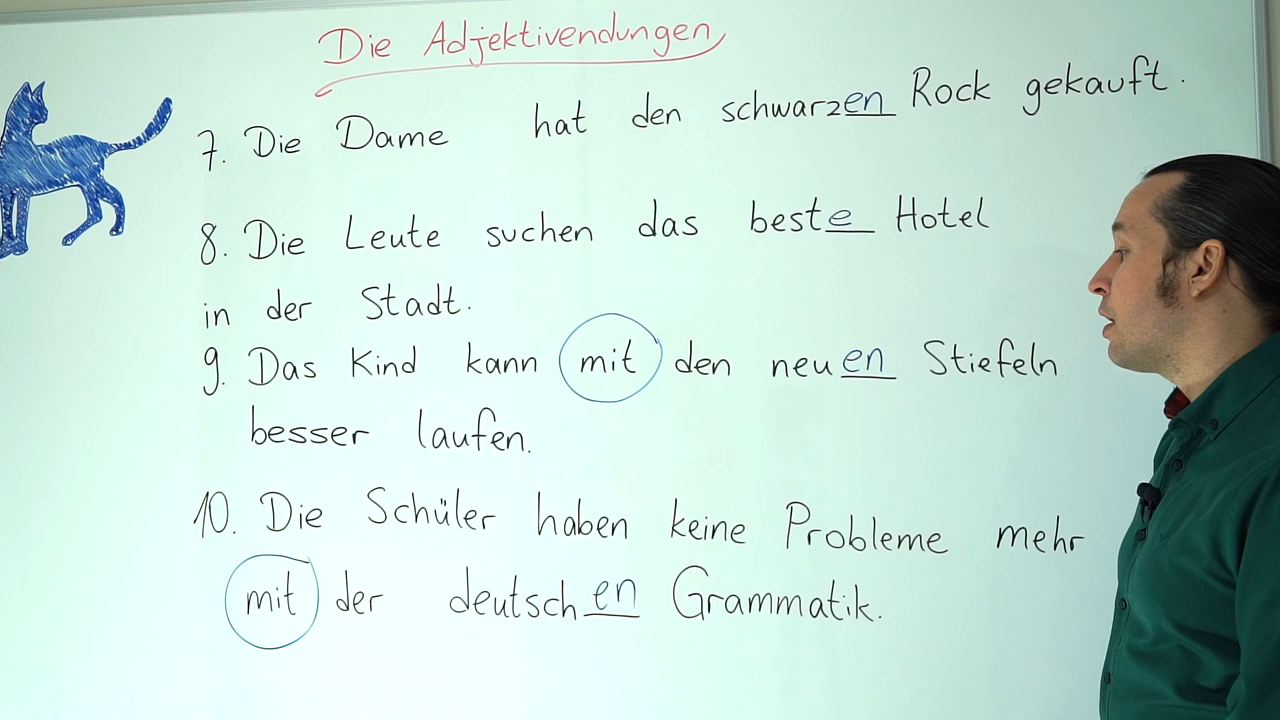 Die Adjektivendungen
7. Die Dame hat den schwarzen Rock gekauft.
8. Die Leute suchen das beste Hotel
in der Stadt.
9. Das Kind kann mit den neuen Stiefeln
besser laufen.
10. Die Schüler haben keine Probleme mehr
mit der deutschen Grammatik.